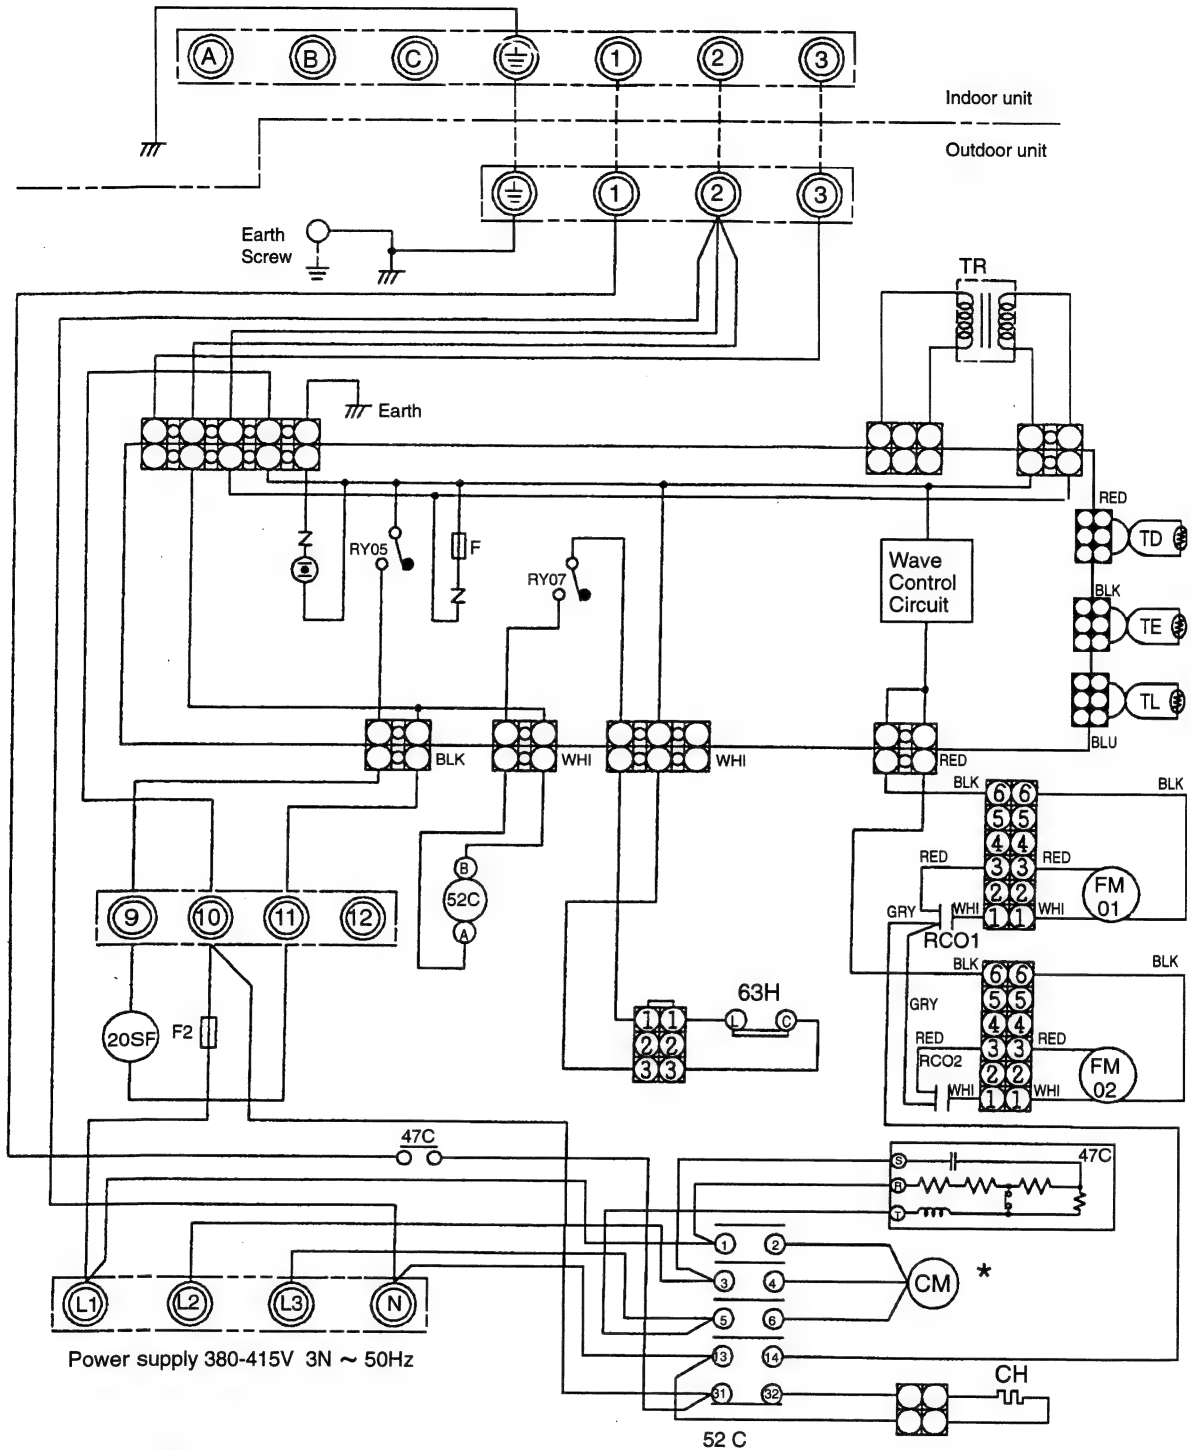 A B C 1 2 3
Indoor unit
Outdoor unit
1 2 3
Earth
Screw
TR
Earth
RED
RY05
F
TD
RY07
Wave
Control
Circuit
BLK
TE
TL
BLU
BLK
WHI
WHI
RED
BLK
6 6
BLK
5 5
4 4
RED
3 3
RED
2 2
FM
01
GRY
WHI
1 1
WHI
RCO1
9 10 11 12
B
52C
A
BLK
6 6
BLK
5 5
GRY
4 4
63H
L C
1 1
2 2
3 3
20SF
F2
RED
3 3
RED
RCO2
2 2
FM
02
WHI
1 1
WHI
47C
S
47C
R
T
1 2
3 4
CM *
5 6
13 14
31 32
CH
L1 L2 L3 N
Power supply 380-415V 3N ~ 50Hz
52 C